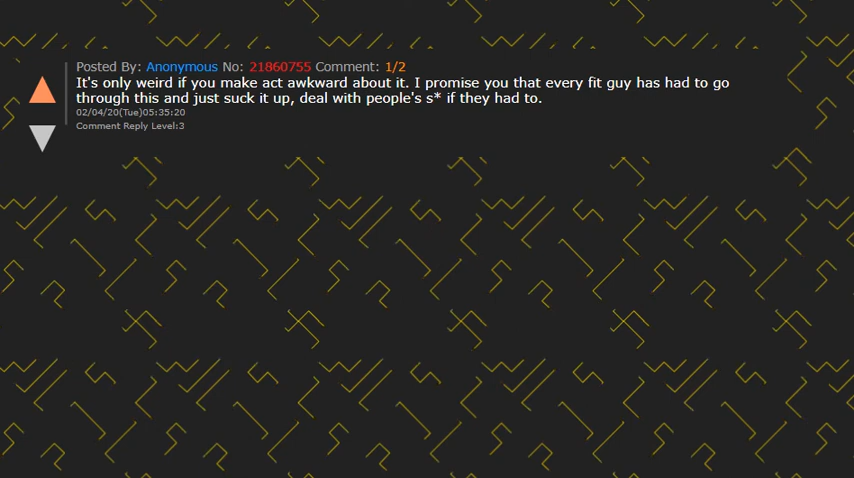 Posted By: Anonymous No: 21860755 Comment: 1/2
It's only weird if you make act awkward about it. I promise you that every fit guy has had to go
through this and just suck it up, deal with people's s* if they had to.
02/04/20(Tue)05:35:20
Comment Reply Level:3